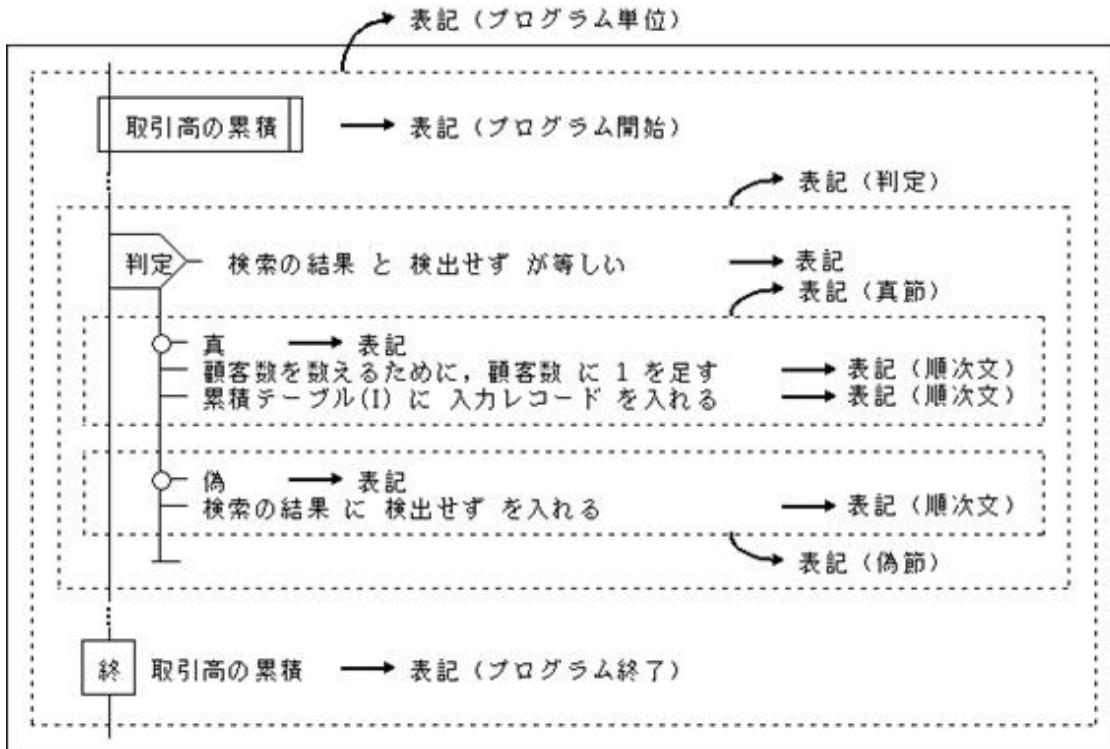 表記（プログラム単位）
取引高の累積 表記（プログラム開始）
表記（判定）
判定 検索の結果 と 検出せず が等しい 表記
表記（真節）
真 表記
顧客数を数えるために，顧客数 に 1 を足す 表記（順次文）
累積テーブル(I) に 入力レコード を入れる 表記（順次文）
偽 表記
検索の結果 に 検出せず を入れる 表記（順次文）
表記（偽節）
終 取引高の累積 表記（プログラム終了）